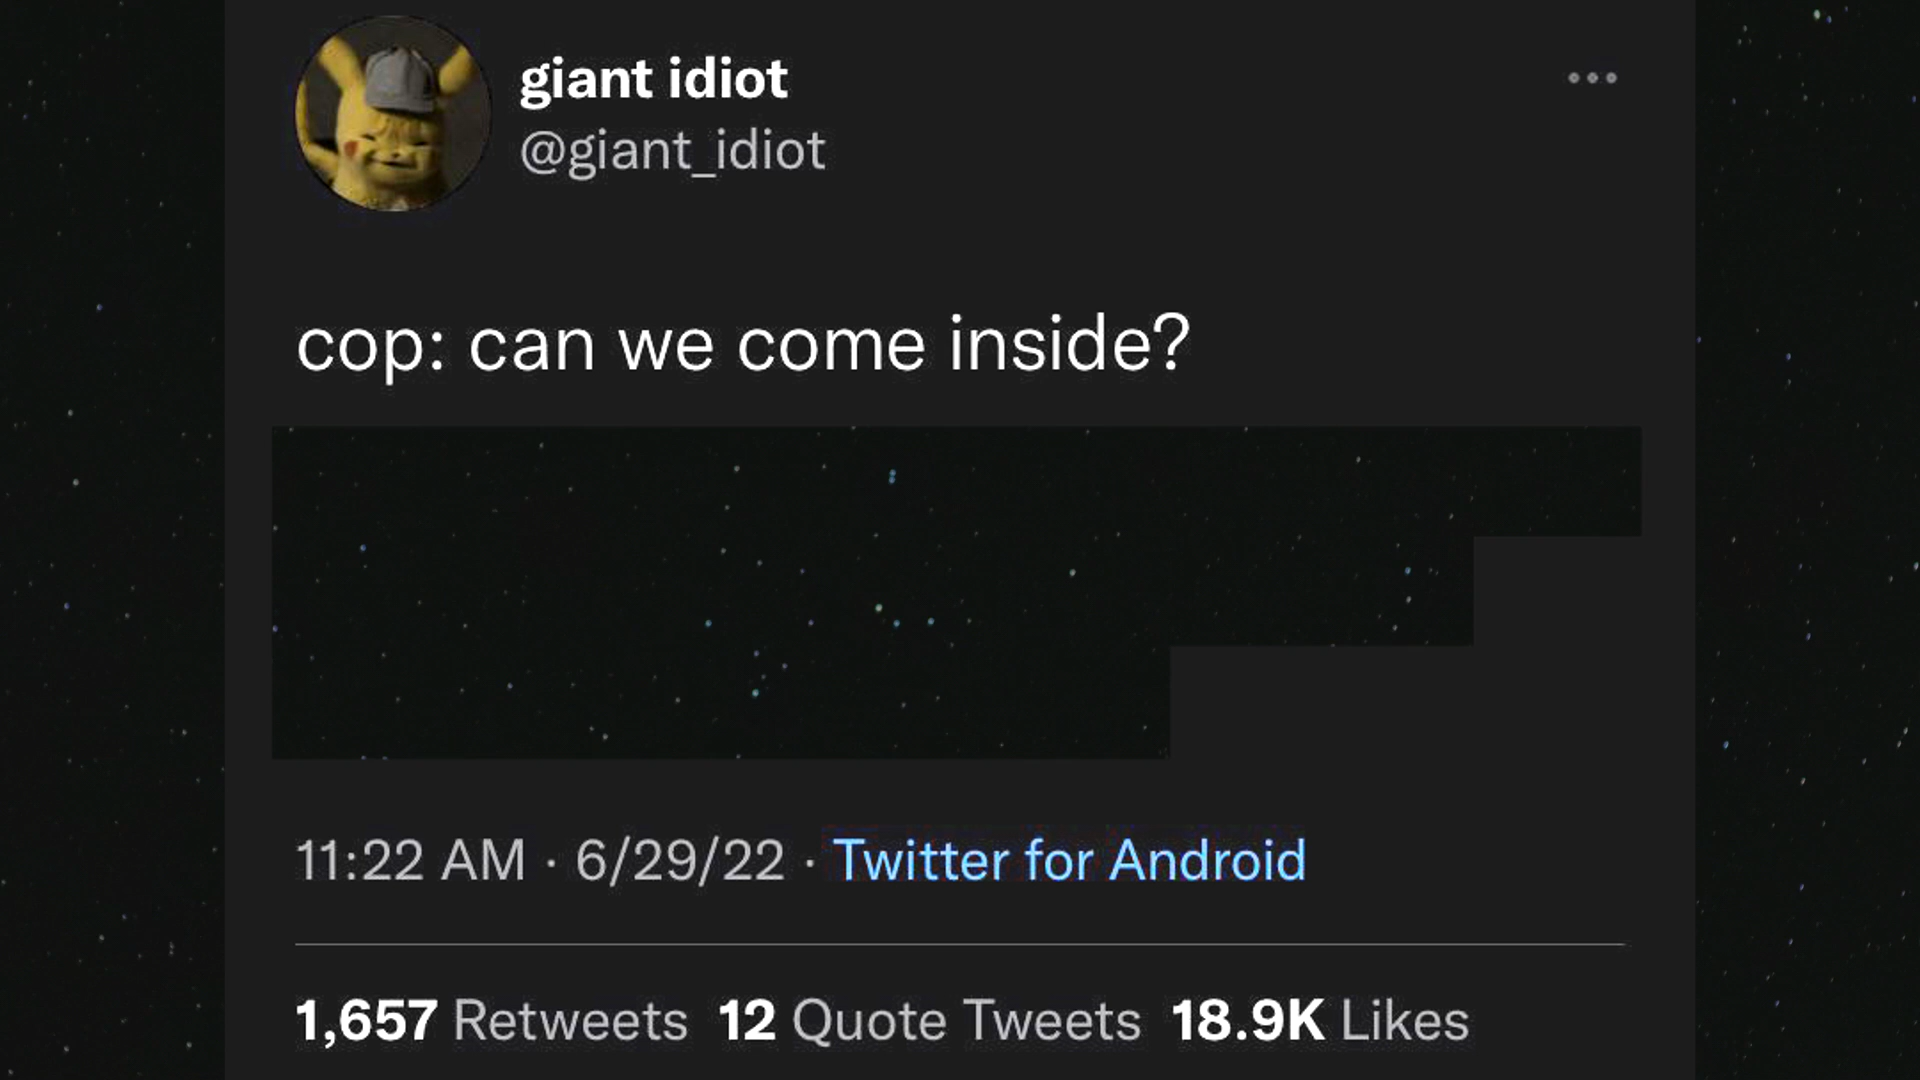 giant idiot
@giant_idiot
cop: can we come inside?
11:22 AM · 6/29/22 · Twitter for Android
1,657 Retweets 12 Quote Tweets 18.9K Likes